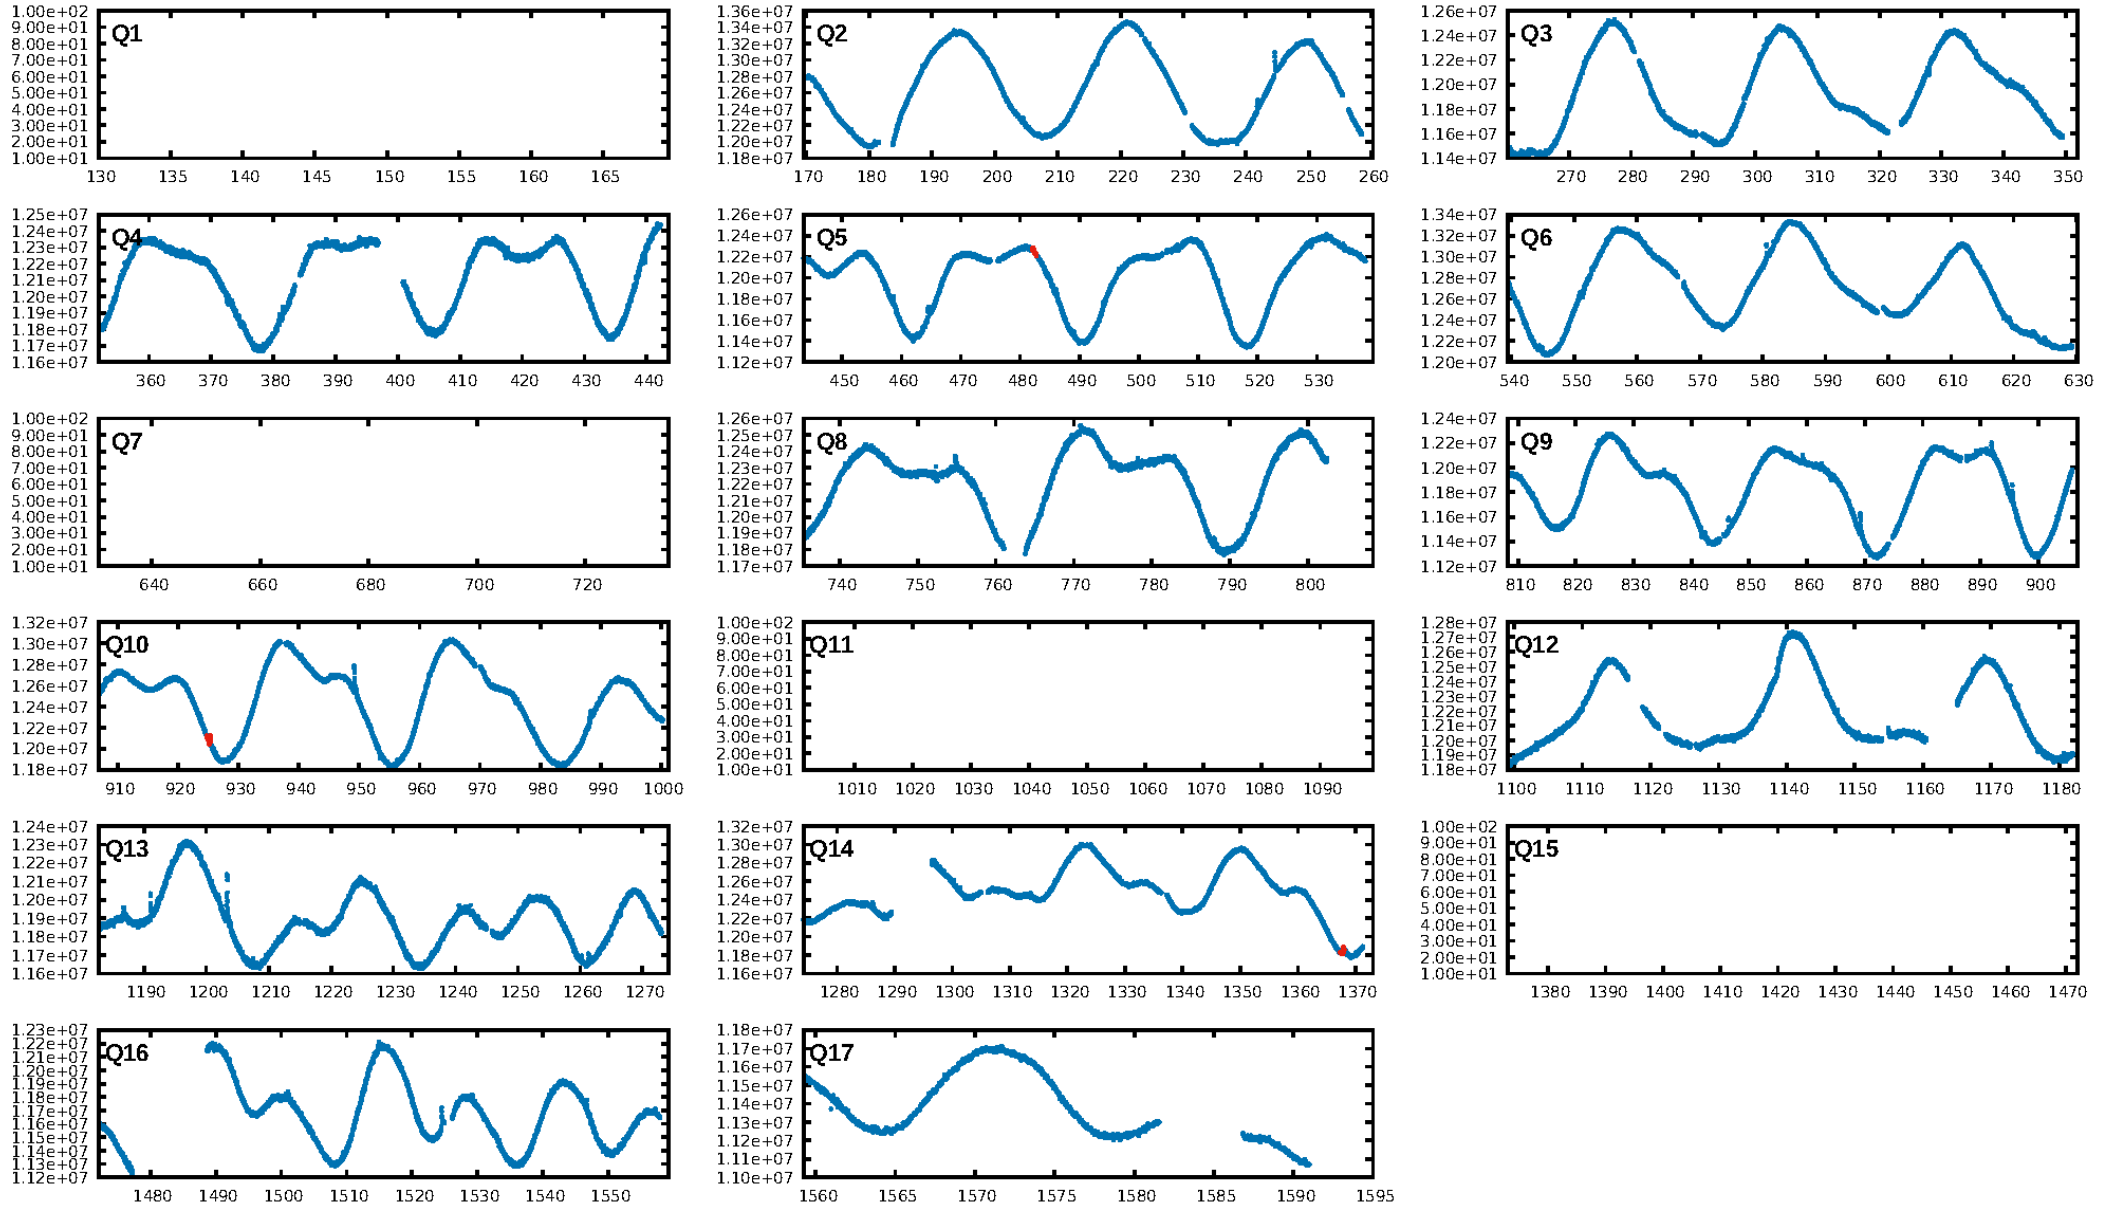 1.00e+02
9.00e+01
8.00e+01
7.00e+01
6.00e+01
5.00e+01
4.00e+01
3.00e+01
2.00e+01
1.00e+01
Q1
130 135 140 145 150 155 160 165
1.36e+07
1.34e+07
1.32e+07
1.30e+07
1.28e+07
1.26e+07
1.24e+07
1.22e+07
1.20e+07
1.18e+07
Q2
170 180 190 200 210 220 230 240 250 260
1.26e+07
1.24e+07
1.22e+07
1.20e+07
1.18e+07
1.16e+07
1.14e+07
Q3
270 280 290 300 310 320 330 340 350
1.25e+07
1.24e+07
1.23e+07
1.22e+07
1.21e+07
1.20e+07
1.19e+07
1.18e+07
1.17e+07
1.16e+07
Q4
360 370 380 390 400 410 420 430 440
1.26e+07
1.24e+07
1.22e+07
1.20e+07
1.18e+07
1.16e+07
1.14e+07
1.12e+07
Q5
450 460 470 480 490 500 510 520 530
1.34e+07
1.32e+07
1.30e+07
1.28e+07
1.26e+07
1.24e+07
1.22e+07
1.20e+07
Q6
540 550 560 570 580 590 600 610 620 630
1.00e+02
9.00e+01
8.00e+01
7.00e+01
6.00e+01
5.00e+01
4.00e+01
3.00e+01
2.00e+01
1.00e+01
Q7
640 660 680 700 720
1.26e+07
1.25e+07
1.24e+07
1.23e+07
1.22e+07
1.21e+07
1.20e+07
1.19e+07
1.18e+07
1.17e+07
Q8
740 750 760 770 780 790 800
1.24e+07
1.22e+07
1.20e+07
1.18e+07
1.16e+07
1.14e+07
1.12e+07
Q9
810 820 830 840 850 860 870 880 890 900
1.32e+07
1.30e+07
1.28e+07
1.26e+07
1.24e+07
1.22e+07
1.20e+07
1.18e+07
Q10
910 920 930 940 950 960 970 980 990 1000
1.00e+02
9.00e+01
8.00e+01
7.00e+01
6.00e+01
5.00e+01
4.00e+01
3.00e+01
2.00e+01
1.00e+01
Q11
1010 1020 1030 1040 1050 1060 1070 1080 1090
1.28e+07
1.27e+07
1.26e+07
1.25e+07
1.24e+07
1.23e+07
1.22e+07
1.21e+07
1.20e+07
1.19e+07
1.18e+07
Q12
1100 1110 1120 1130 1140 1150 1160 1170 1180
1.24e+07
1.23e+07
1.22e+07
1.21e+07
1.20e+07
1.19e+07
1.18e+07
1.17e+07
1.16e+07
Q13
1190 1200 1210 1220 1230 1240 1250 1260 1270
1.32e+07
1.30e+07
1.28e+07
1.26e+07
1.24e+07
1.22e+07
1.20e+07
1.18e+07
1.16e+07
Q14
1280 1290 1300 1310 1320 1330 1340 1350 1360 1370
1.00e+02
9.00e+01
8.00e+01
7.00e+01
6.00e+01
5.00e+01
4.00e+01
3.00e+01
2.00e+01
1.00e+01
Q15
1380 1390 1400 1410 1420 1430 1440 1450 1460 1470
1.23e+07
1.22e+07
1.21e+07
1.20e+07
1.19e+07
1.18e+07
1.17e+07
1.16e+07
1.15e+07
1.14e+07
1.13e+07
1.12e+07
Q16
1480 1490 1500 1510 1520 1530 1540 1550
1.18e+07
1.17e+07
1.16e+07
1.15e+07
1.14e+07
1.13e+07
1.12e+07
1.11e+07
1.10e+07
Q17
1560 1565 1570 1575 1580 1585 1590 1595